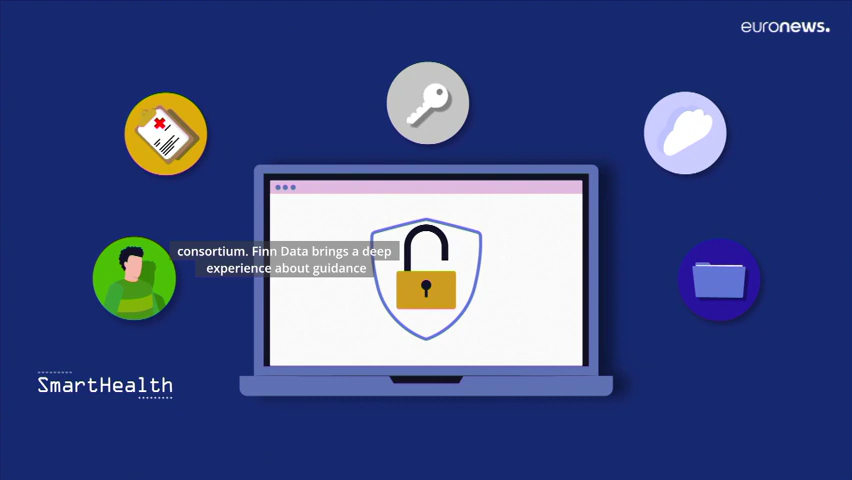 euronews.
consortium. Finn Data brings a deep
experience about guidance
SmartHealth